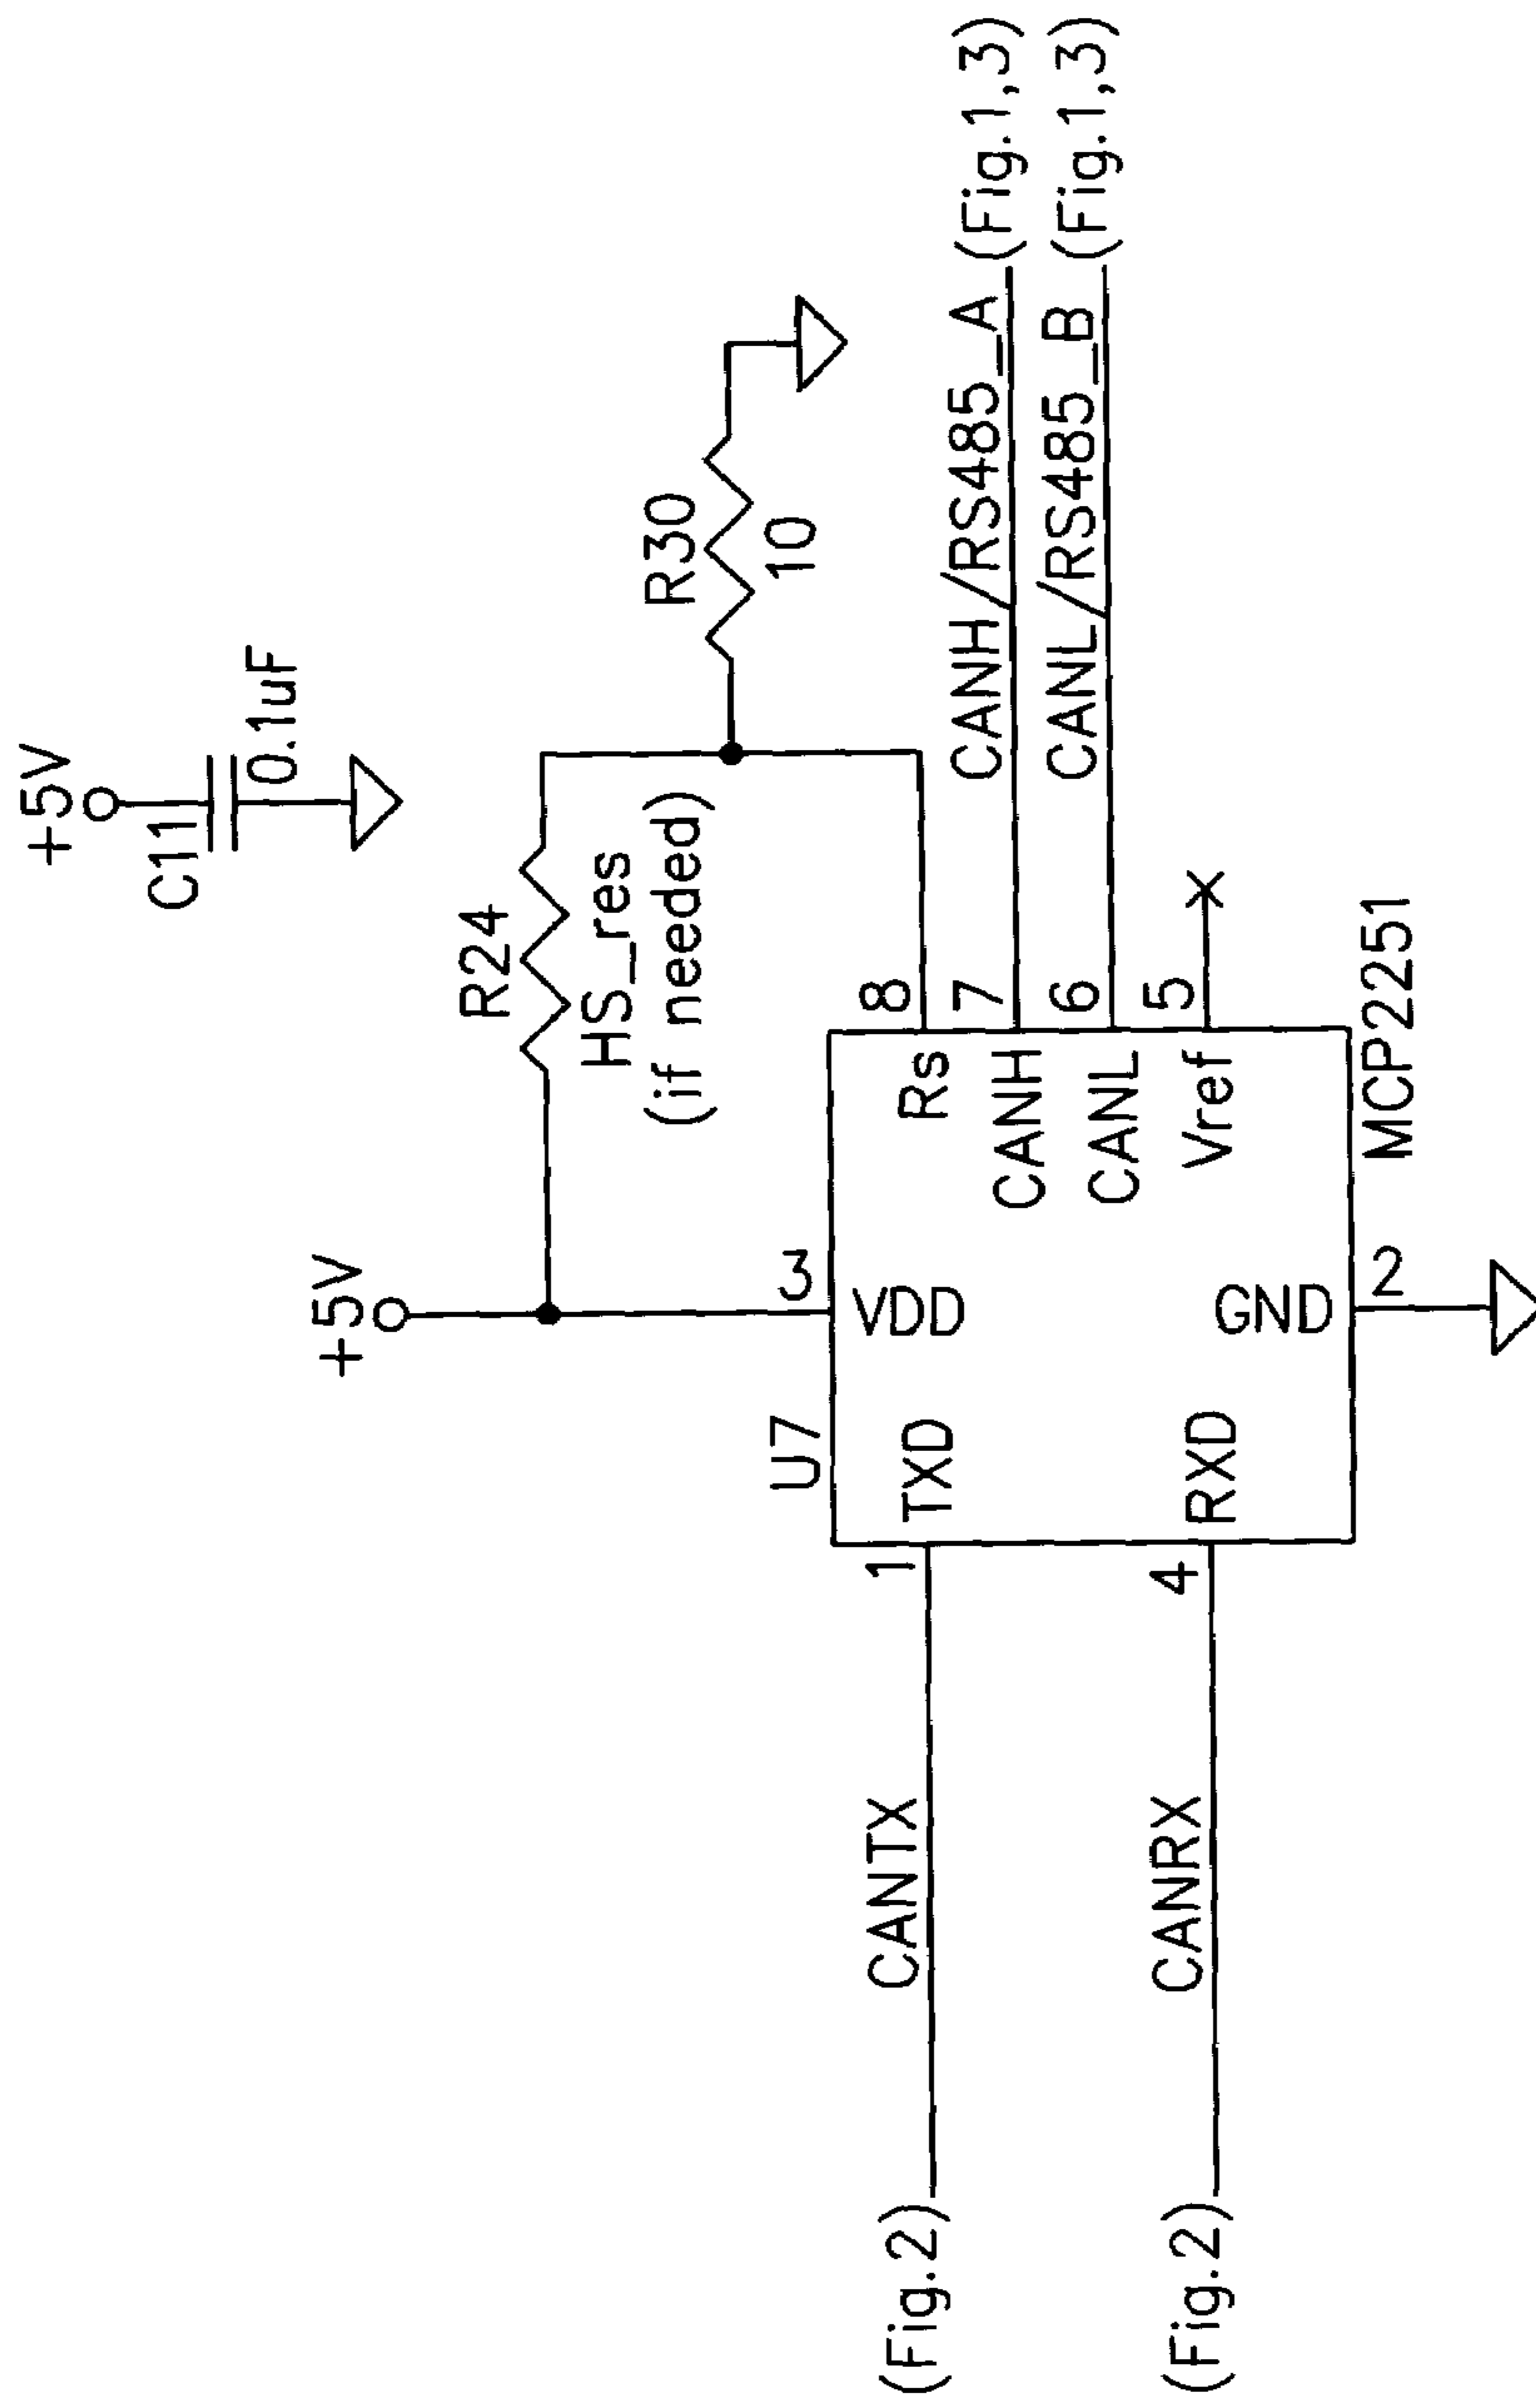 +5V
C11
0.1uF
+5V
R24
HS_res
(if needed)
R30
10
U7
3
VDD
1
TXD
CANTX
(Fig.2)
4
RXD
CANRX
(Fig.2)
8
Rs
7
CANH
CANH/RS485_A
(Fig.1,3)
6
CANL
CANL/RS485_B
(Fig.1,3)
5
Vref
GND
2
MCP2251